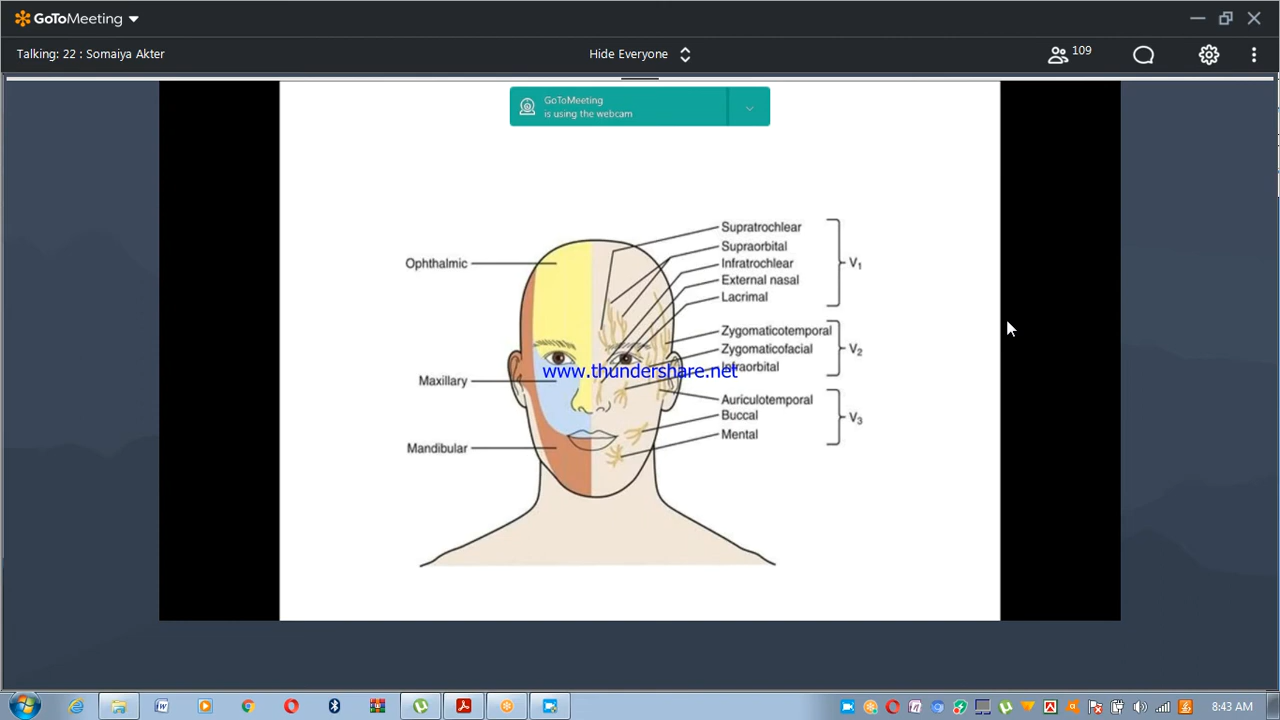 GoToMeeting
Talking: 22 : Somaiya Akter
Hide Everyone
109
GoToMeeting
is using the webcam
Ophthalmic
Maxillary
Mandibular
Supratrochlear
Supraorbital
Infratrochlear
External nasal
Lacrimal
V1
Zygomaticotemporal
Zygomaticofacial
Infraorbital
V2
Auriculotemporal
Buccal
Mental
V3
www.thundershare.net
8:43 AM